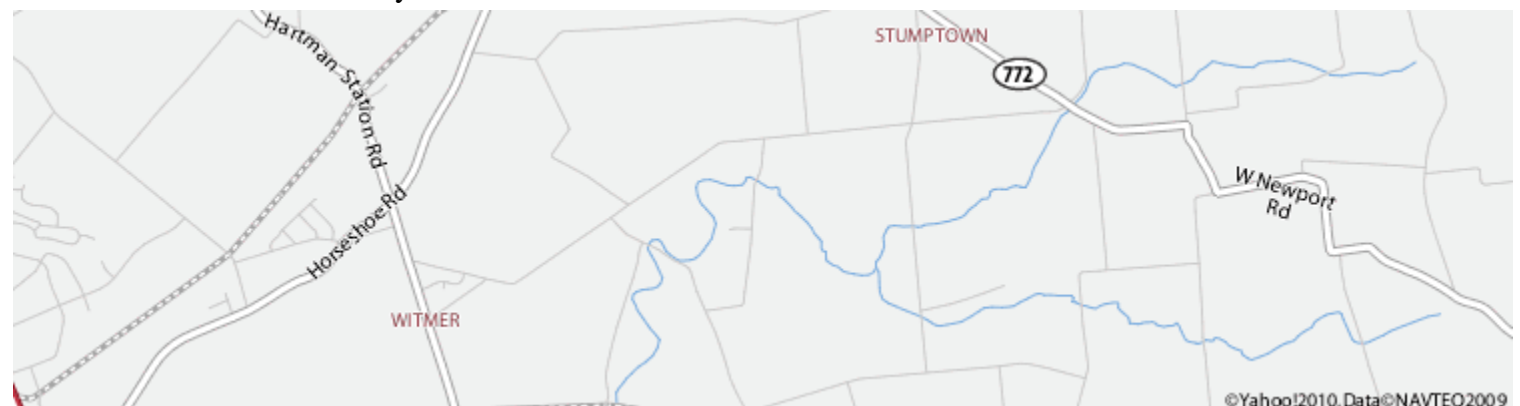 Hartman Station Rd
STUMPTOWN
772
W Newport
Rd
Horseshoe Rd
WITMER
©Yahoo!2010, Data©NAVTEQ2009